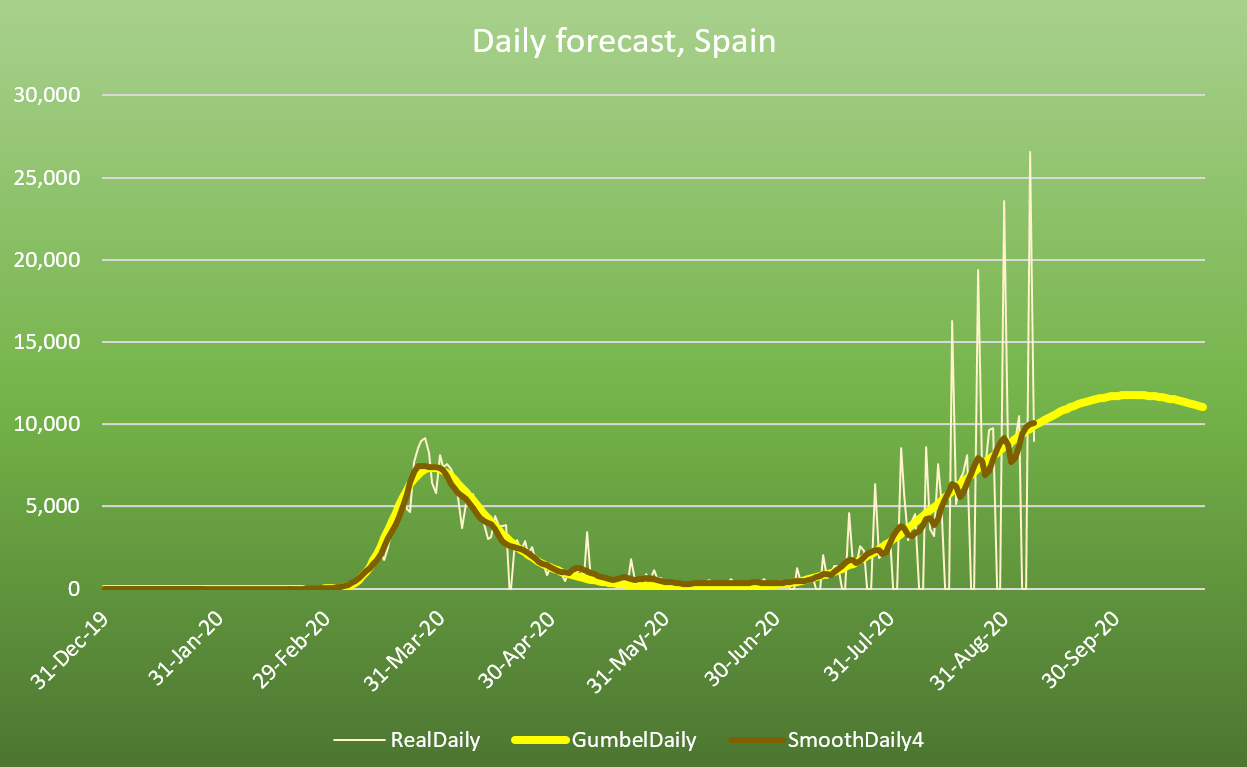 Daily forecast, Spain
30,000
25,000
20,000
15,000
10,000
5,000
0
31-Dec-19
31-Jan-20
29-Feb-20
31-Mar-20
30-Apr-20
31-May-20
30-Jun-20
31-Jul-20
31-Aug-20
30-Sep-20
RealDaily GumbelDaily SmoothDaily4